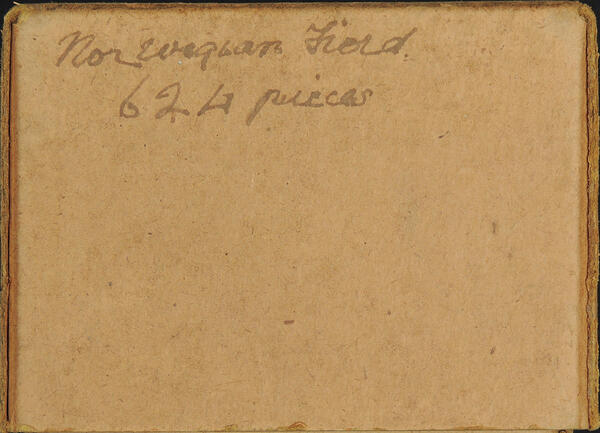 Norwegian Fiord.
624 pieces